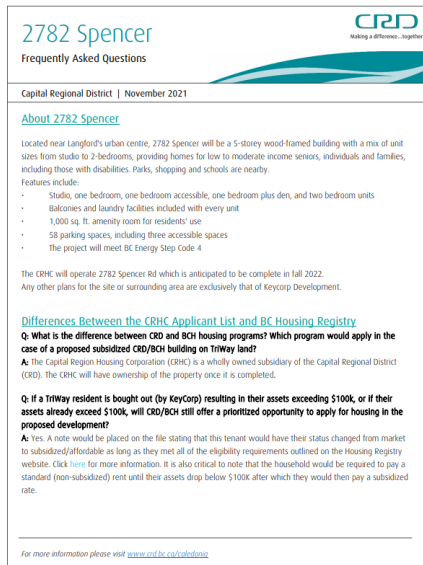 2782 Spencer
CRD
Making a difference...together
Frequently Asked Questions
Capital Regional District | November 2021
About 2782 Spencer
Located near Langford's urban centre, 2782 Spencer will be a 5-storey wood-framed building with a mix of unit
sizes from studio to 2-bedrooms, providing homes for low to moderate income seniors, individuals and families,
including those with disabilities. Parks, shopping and schools are nearby.
Features include:
· Studio, one bedroom, one bedroom accessible, one bedroom plus den, and two bedroom units
· Balconies and laundry facilities included with every unit
· 1,000 sq. ft. amenity room for residents' use
· 58 parking spaces, including three accessible spaces
· The project will meet BC Energy Step Code 4
The CRHC will operate 2782 Spencer Rd which is anticipated to be complete in fall 2022.
Any other plans for the site or surrounding area are exclusively that of Keycorp Development.
Differences Between the CRHC Applicant List and BC Housing Registry
Q: What is the difference between CRD and BCH housing programs? Which program would apply in the
case of a proposed subsidized CRD/BCH building on TriWay land?
A: The Capital Region Housing Corporation (CRHC) is a wholly owned subsidiary of the Capital Regional District
(CRD). The CRHC will have ownership of the property once it is completed.
Q: If a TriWay resident is bought out (by KeyCorp) resulting in their assets exceeding $100k, or if their
assets already exceed $100k, will CRD/BCH still offer a prioritized opportunity to apply for housing in the
proposed development?
A: Yes. A note would be placed on the file stating that this tenant would have their status changed from market
to subsidized/affordable as long as they met all of the eligibility requirements outlined on the Housing Registry
website. Click here for more information. It is also critical to note that the household would be required to pay a
standard (non-subsidized) rent until their assets drop below $100K after which they would then pay a subsidized
rate.
For more information please visit www.crd.bc.ca/caledonia